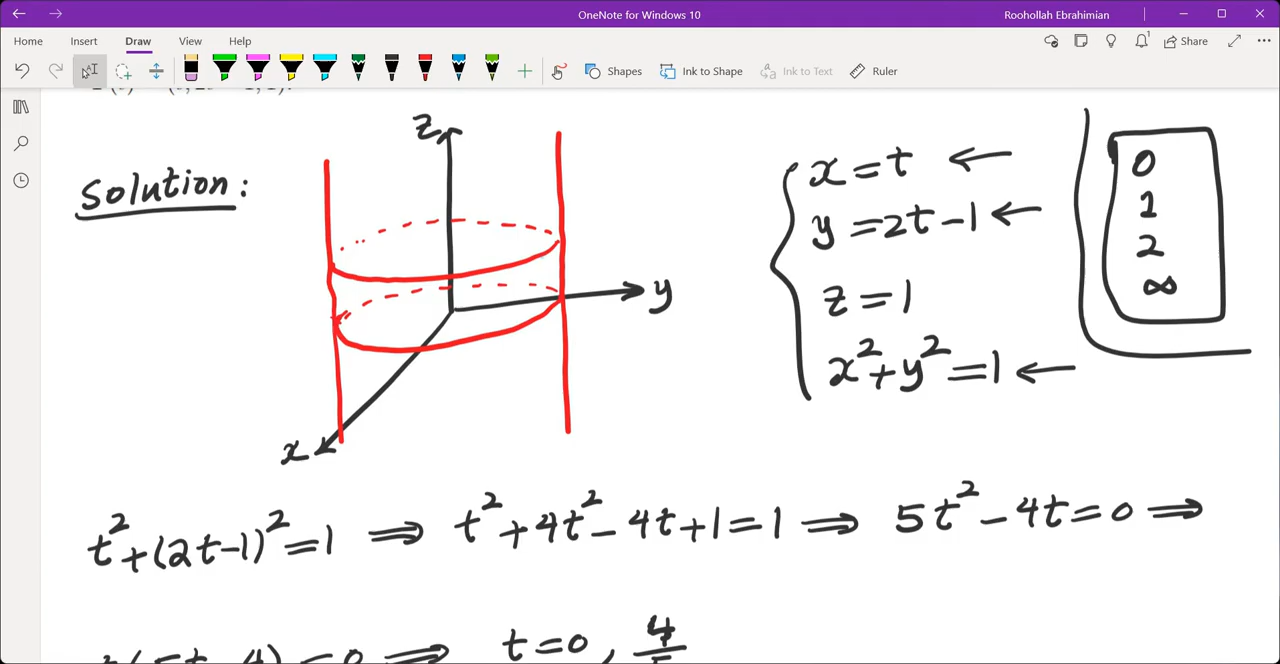 OneNote for Windows 10
Roohollah Ebrahimian
Home Insert Draw View Help
Share
Shapes Ink to Shape Ink to Text Ruler
Solution:
z
y
x
x = t ←
y = 2t - 1 ←
z = 1
x² + y² = 1 ←
0
1
2
∞
t² + (2t-1)² = 1 ⟹ t² + 4t² - 4t + 1 = 1 ⟹ 5t² - 4t = 0 ⟹
t = 0, 4